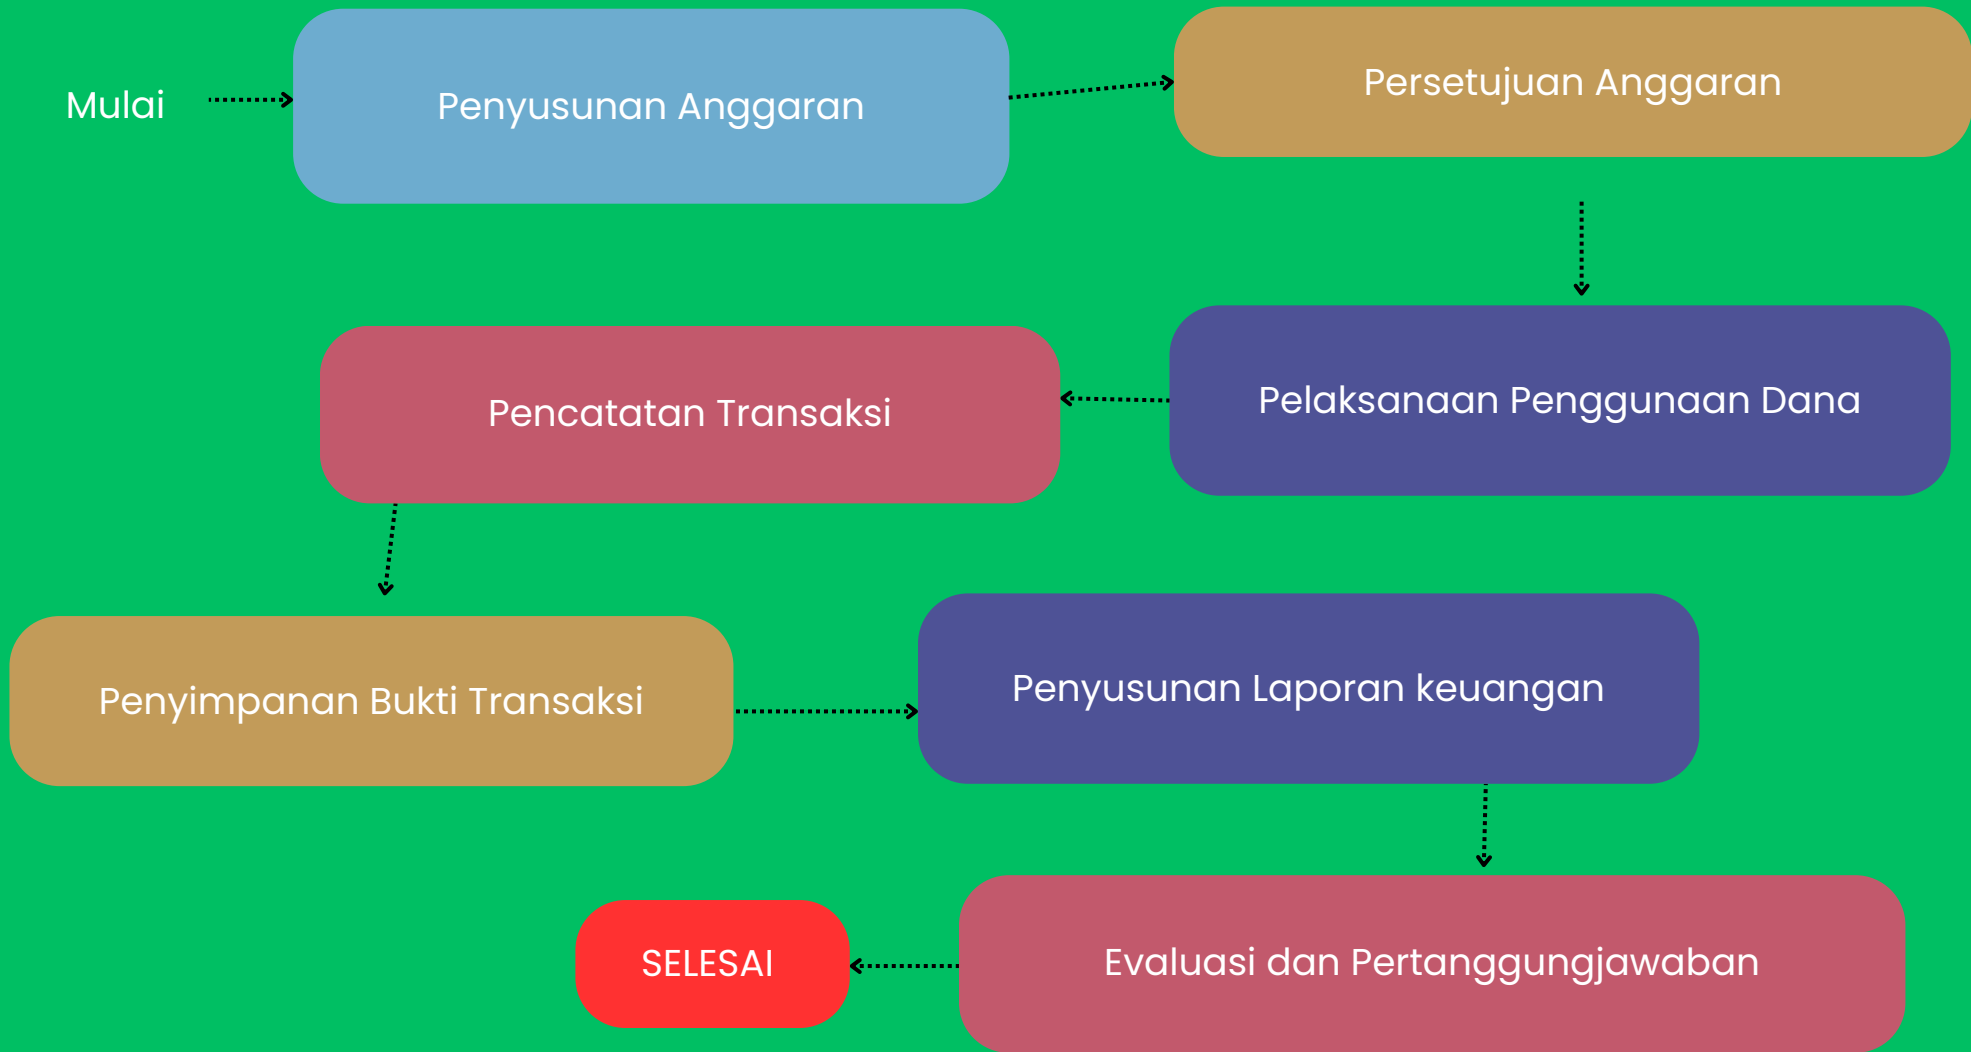 Mulai
Penyusunan Anggaran
Persetujuan Anggaran
Pelaksanaan Penggunaan Dana
Pencatatan Transaksi
Penyimpanan Bukti Transaksi
Penyusunan Laporan keuangan
Evaluasi dan Pertanggungjawaban
SELESAI